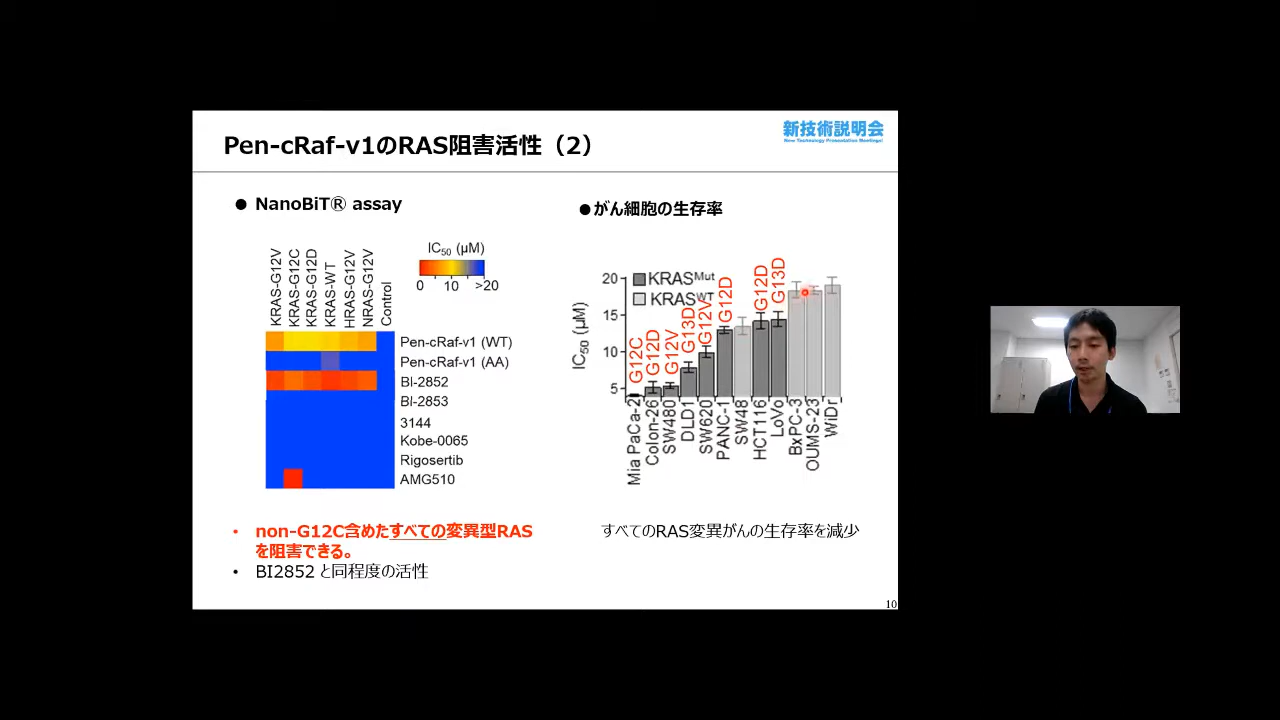 Pen-cRaf-v1のRAS阻害活性（2）
新技術説明会
New Technology Presentation Meetings!
● NanoBiT® assay
KRAS-G12V
KRAS-G12C
KRAS-G12D
KRAS-WT
HRAS-G12V
NRAS-G12V
Control
IC50 (μM)
0 10 >20
Pen-cRaf-v1 (WT)
Pen-cRaf-v1 (AA)
BI-2852
BI-2853
3144
Kobe-0065
Rigosertib
AMG510
• non-G12C含めたすべての変異型RAS
を阻害できる。
• BI2852 と同程度の活性
●がん細胞の生存率
IC50 (μM)
20
15
10
5
KRASMut
KRASWT
G12C
G12D
G12V
G13D
G12V
G12D
G12D
G13D
Mia PaCa-2
Colon-26
SW480
DLD1
SW620
PANC-1
SW48
HCT116
LoVo
BxPC-3
OUMS-23
WiDr
すべてのRAS変異がんの生存率を減少
10